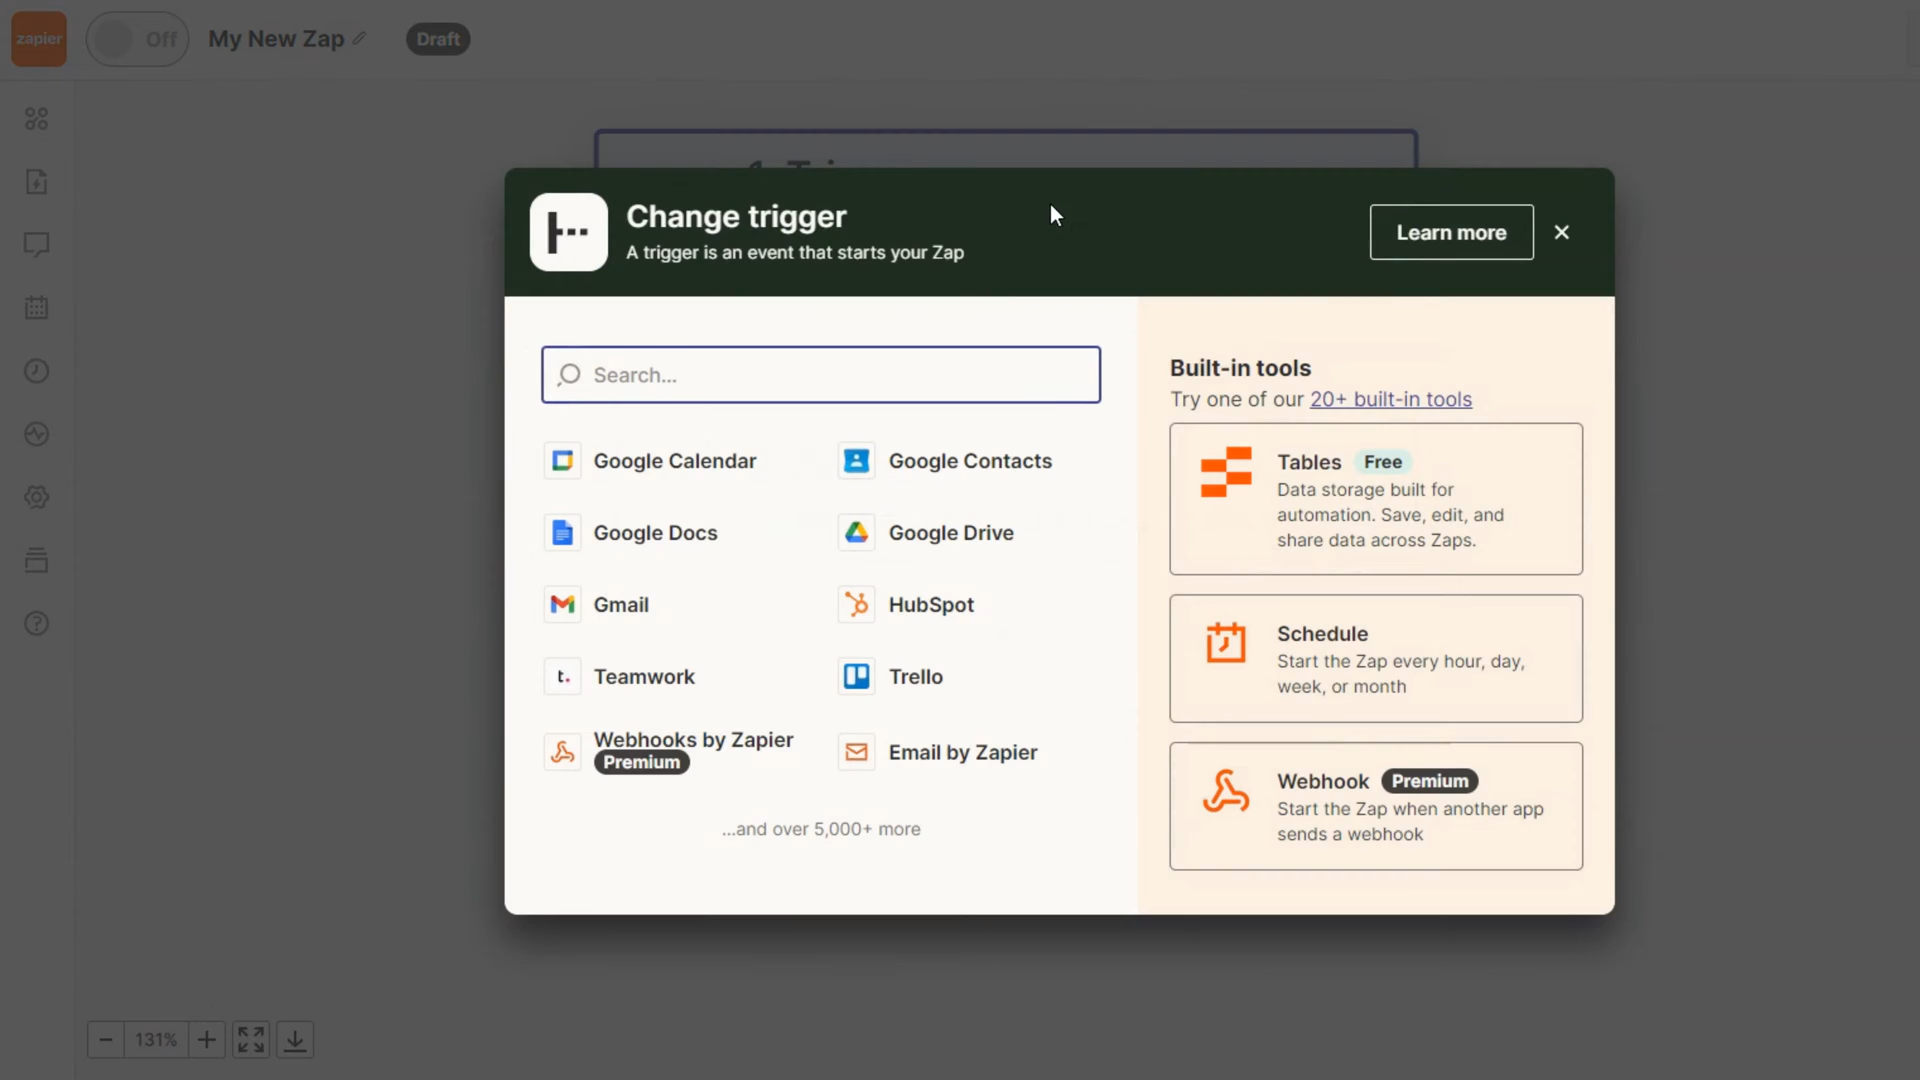 zapier
Off
My New Zap
Draft
Change trigger
A trigger is an event that starts your Zap
Learn more
Search...
Google Calendar
Google Contacts
Google Docs
Google Drive
Gmail
HubSpot
t.
Teamwork
Trello
Webhooks by Zapier
Premium
Email by Zapier
...and over 5,000+ more
Built-in tools
Try one of our 20+ built-in tools
Tables Free
Data storage built for
automation. Save, edit, and
share data across Zaps.
Schedule
Start the Zap every hour, day,
week, or month
Webhook Premium
Start the Zap when another app
sends a webhook
131%